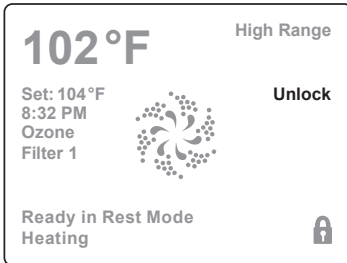 102°F
High Range
Set: 104°F
Unlock
8:32 PM
Ozone
Filter 1
Ready in Rest Mode
Heating